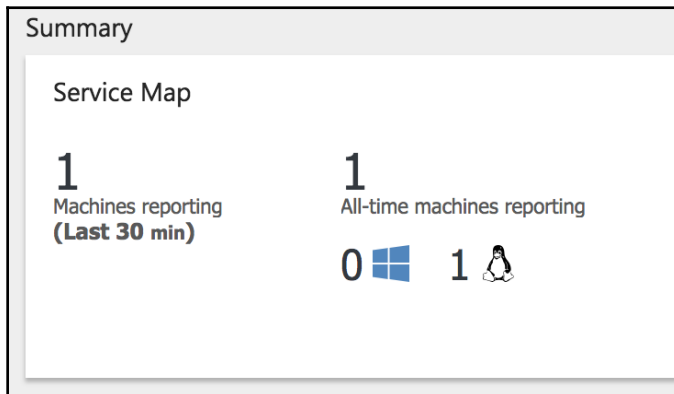 Summary
Service Map
1 1
Machines reporting All-time machines reporting
(Last 30 min)
0 1